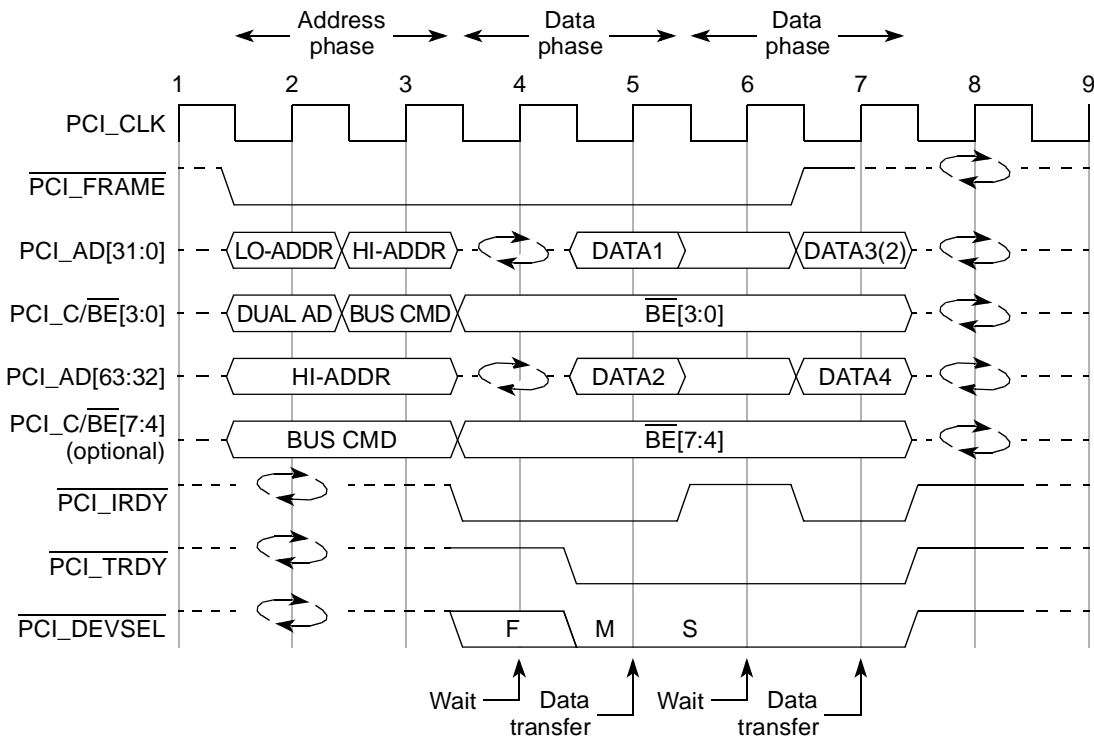 Address
phase
Data
phase
Data
phase
1 2 3 4 5 6 7 8 9
PCI_CLK
PCI_FRAME
PCI_AD[31:0] LO-ADDR HI-ADDR DATA1 DATA3(2)
PCI_C/BE[3:0] DUAL AD BUS CMD BE[3:0]
PCI_AD[63:32] HI-ADDR DATA2 DATA4
PCI_C/BE[7:4]
(optional)
BUS CMD BE[7:4]
PCI_IRDY
PCI_TRDY
PCI_DEVSEL F M S
Wait
Data
transfer
Wait
Data
transfer